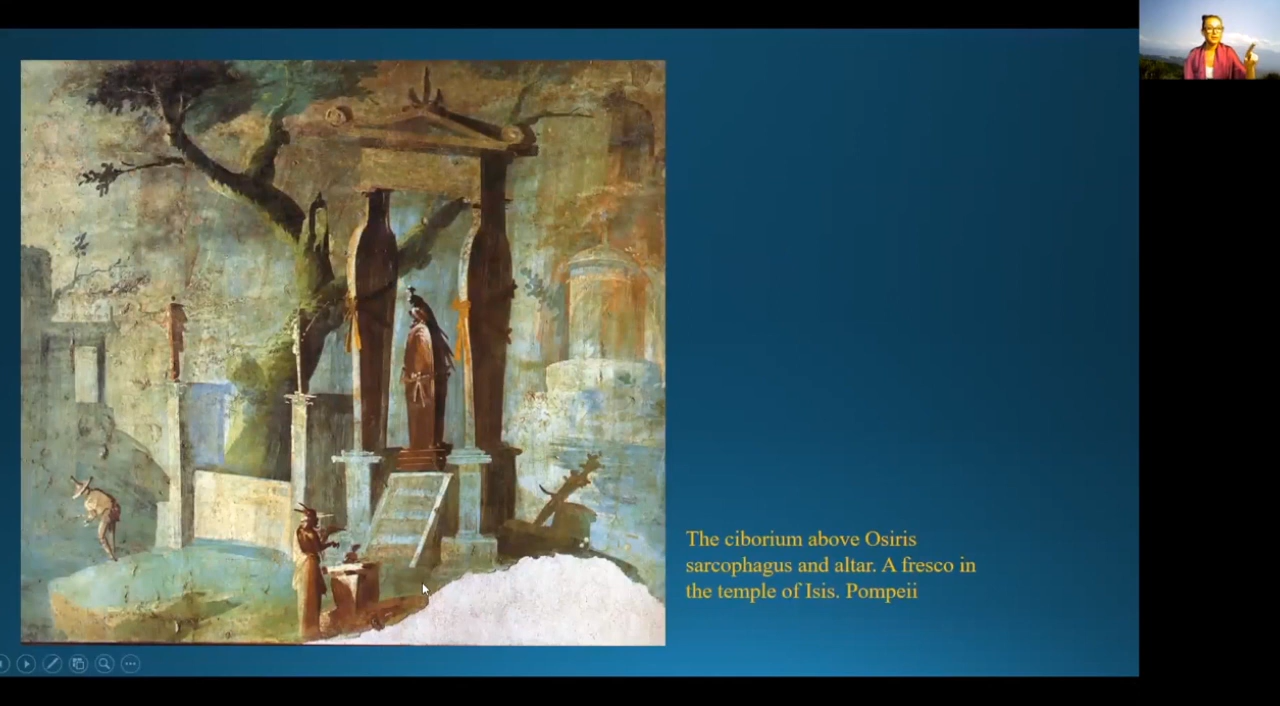 The ciborium above Osiris
sarcophagus and altar. A fresco in
the temple of Isis. Pompeii